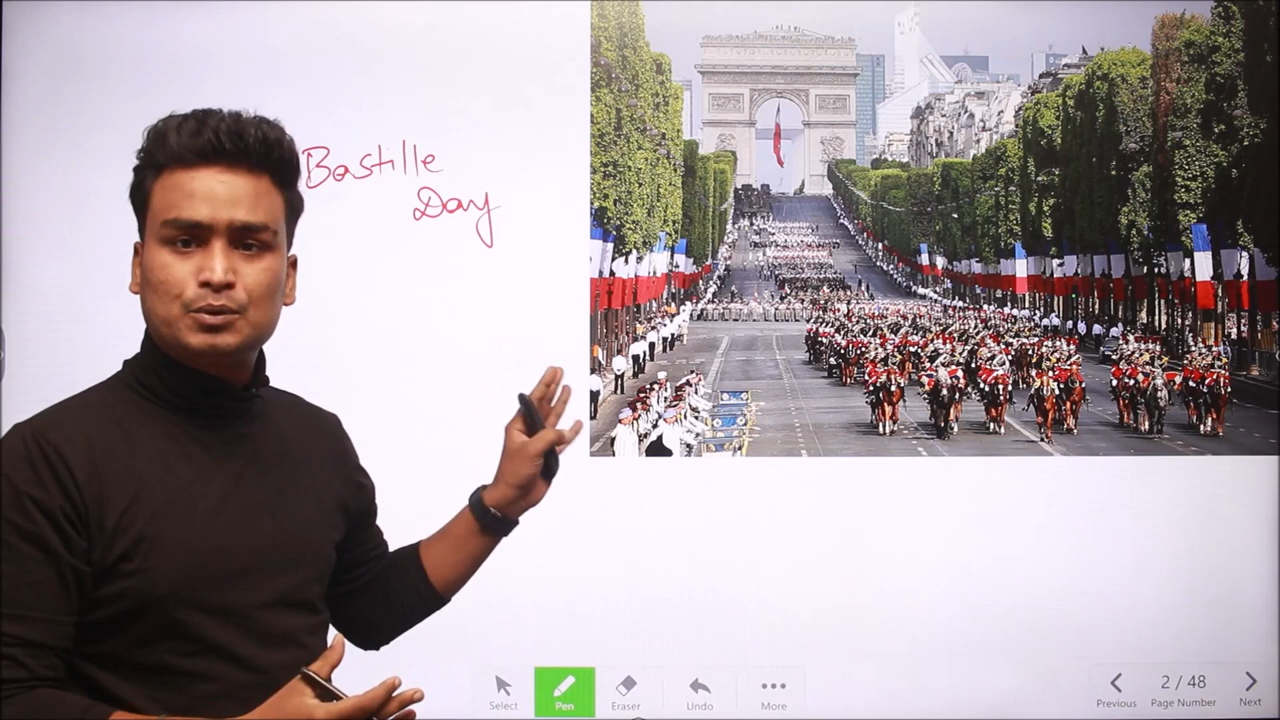 Bastille
Day
Select
Pen
Eraser
Undo
More
Previous
2 / 48
Page Number
Next